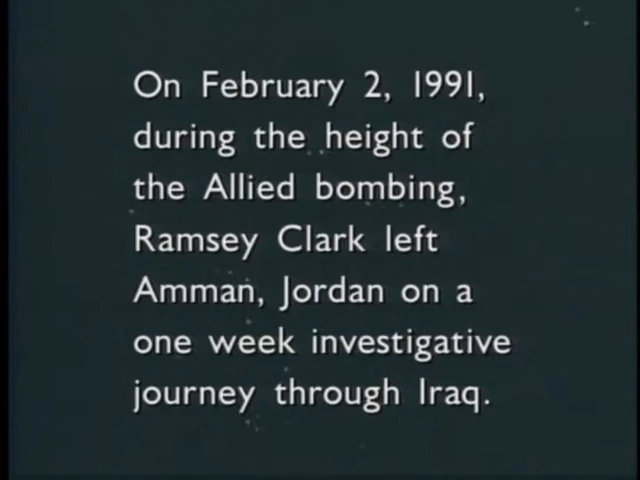 On February 2, 1991,
during the height of
the Allied bombing,
Ramsey Clark left
Amman, Jordan on a
one week investigative
journey through Iraq.